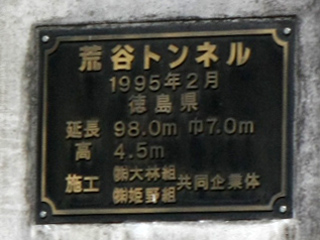 荒谷トンネル
1995年2月
徳島県
延長 98.0m 巾7.0m
高 4.5m
施工 ㈱大林組 ㈱姫野組 共同企業体